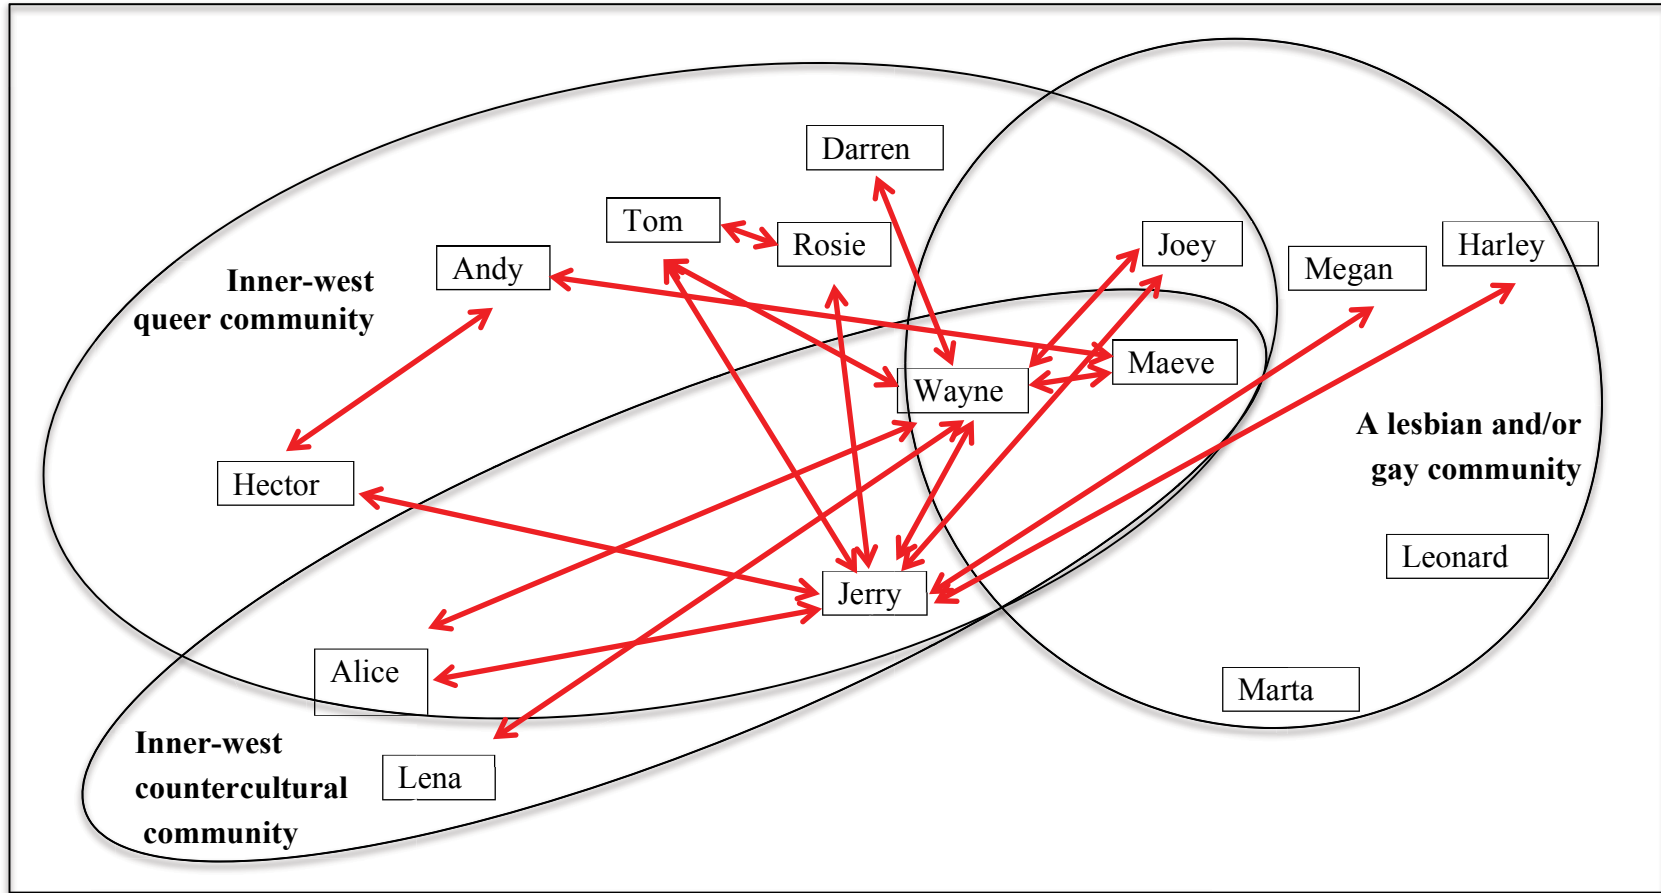 Darren
Tom
Rosie
Joey
Harley
Andy
Megan
Inner-west
queer community
Maeve
Wayne
A lesbian and/or
gay community
Hector
Leonard
Jerry
Alice
Marta
Inner-west
countercultural
community
Lena